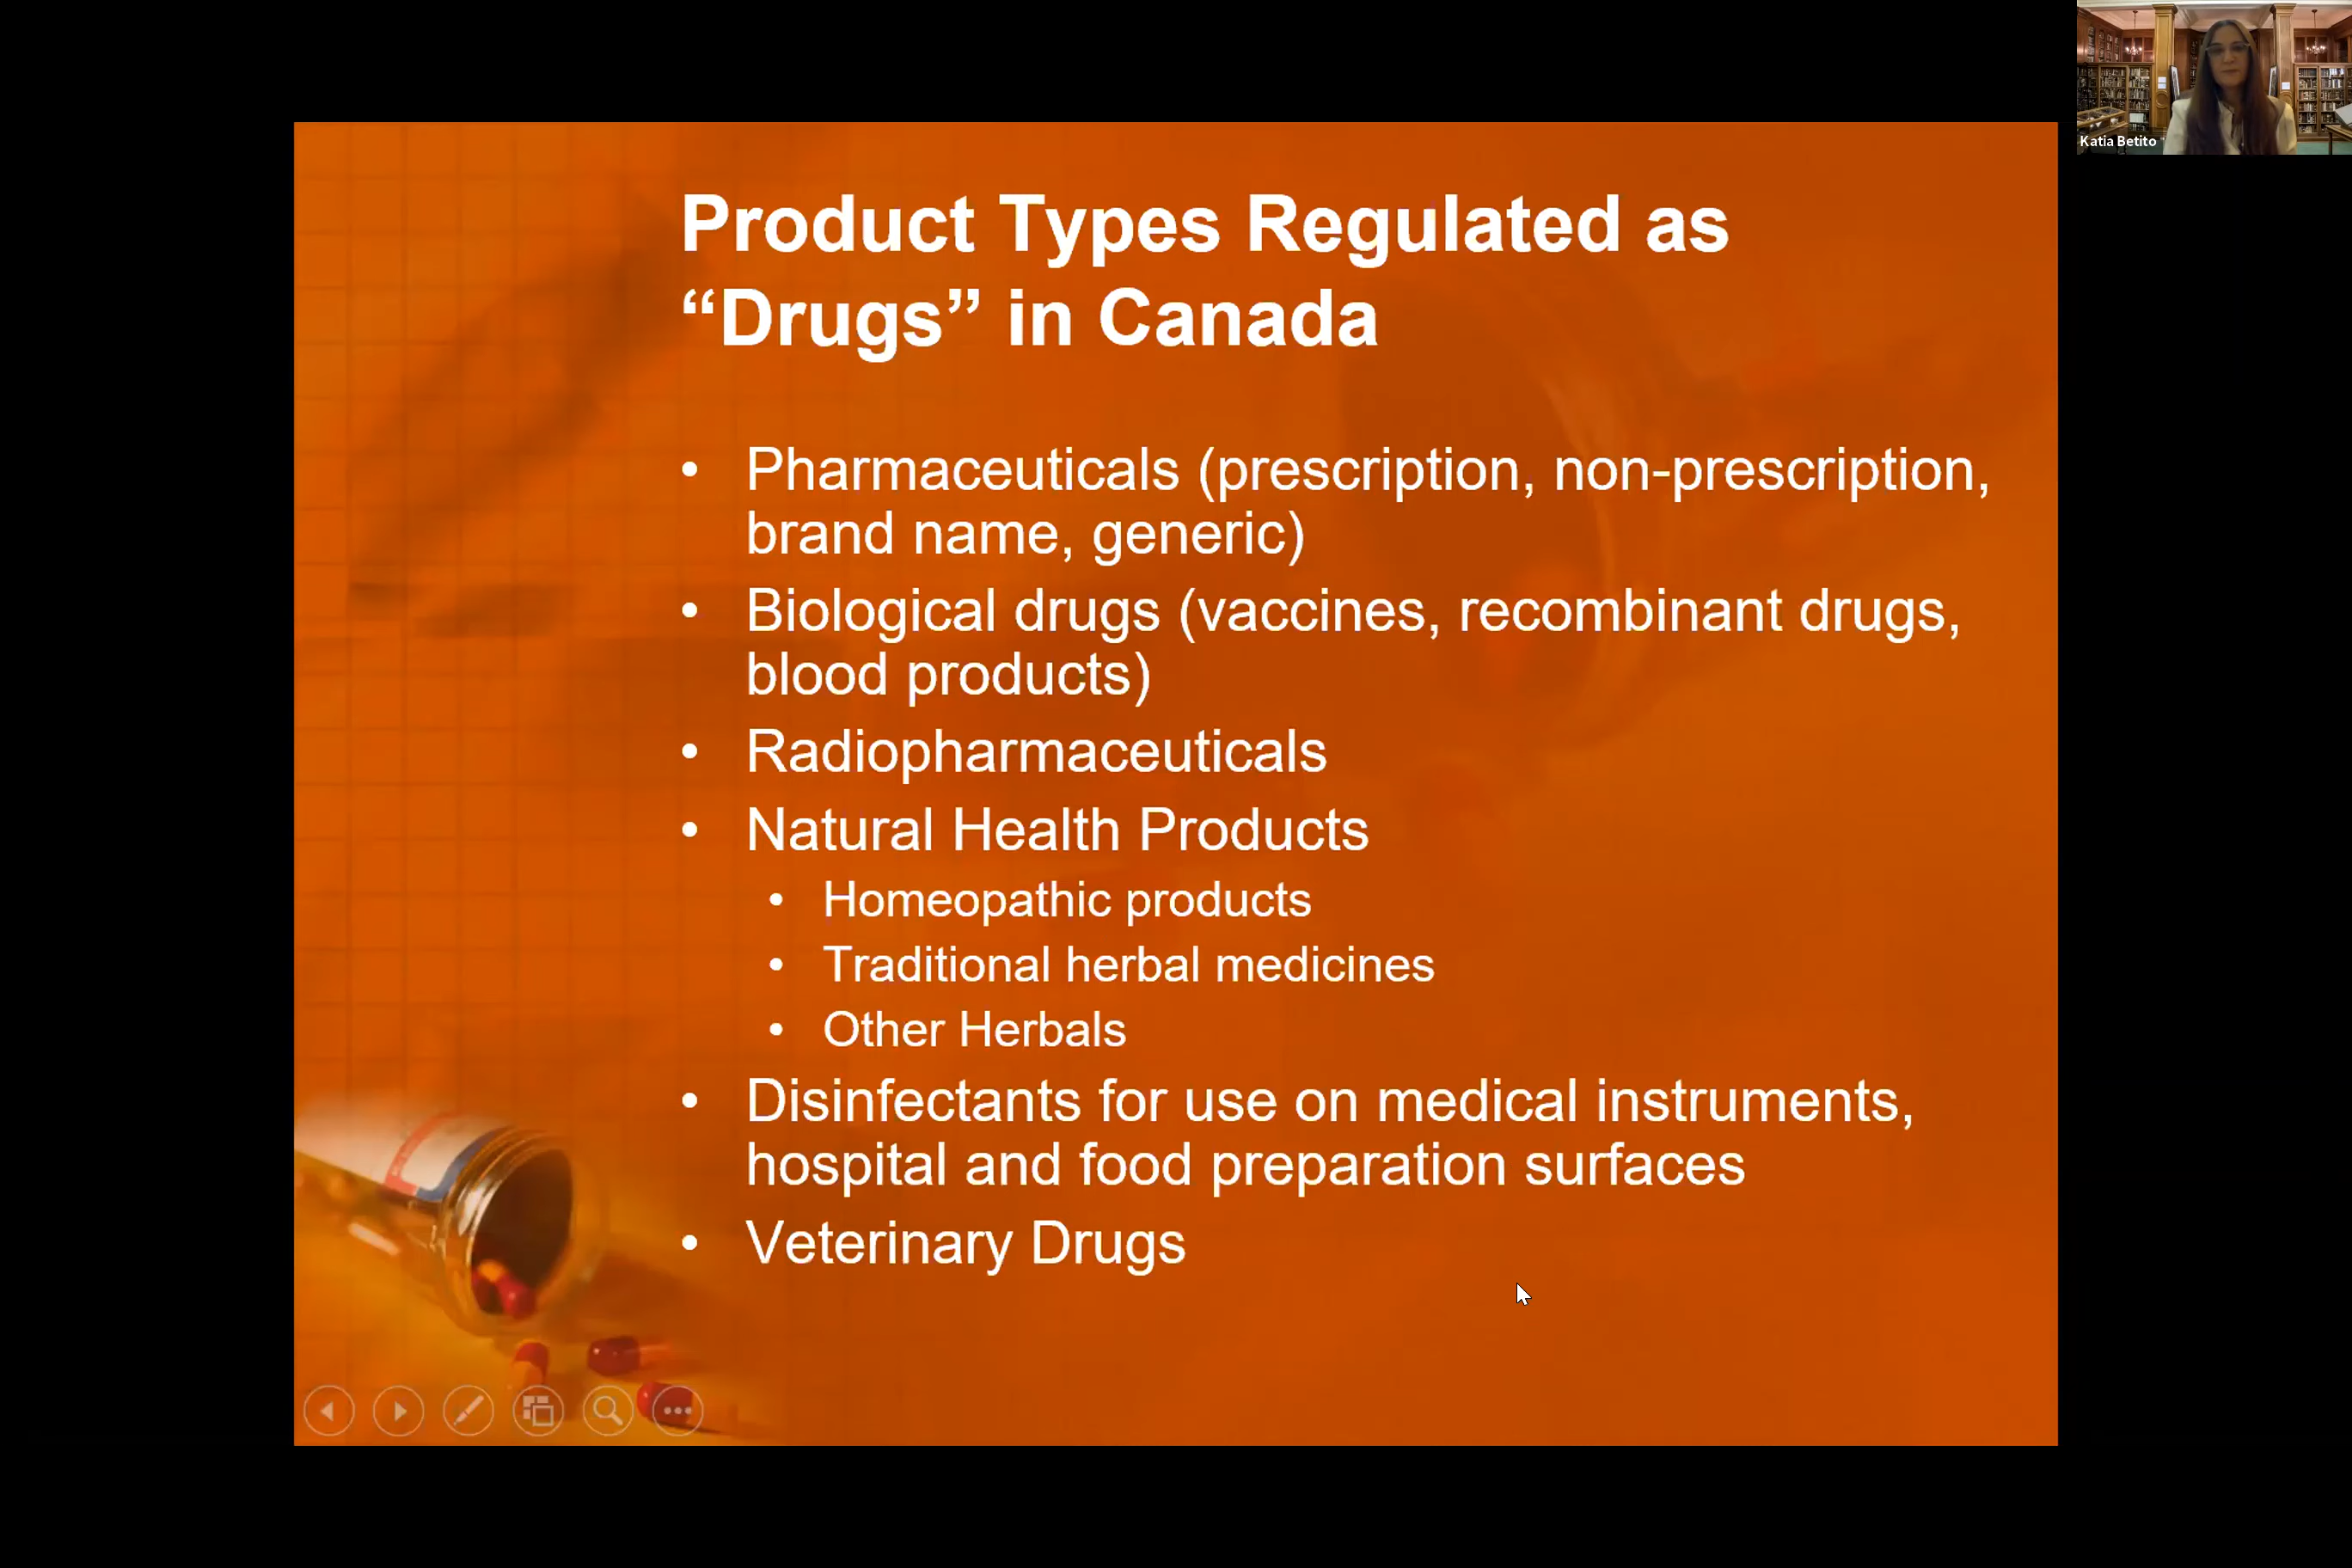 Product Types Regulated as
“Drugs” in Canada
• Pharmaceuticals (prescription, non-prescription,
brand name, generic)
• Biological drugs (vaccines, recombinant drugs,
blood products)
• Radiopharmaceuticals
• Natural Health Products
• Homeopathic products
• Traditional herbal medicines
• Other Herbals
• Disinfectants for use on medical instruments,
hospital and food preparation surfaces
• Veterinary Drugs
Katia Betito